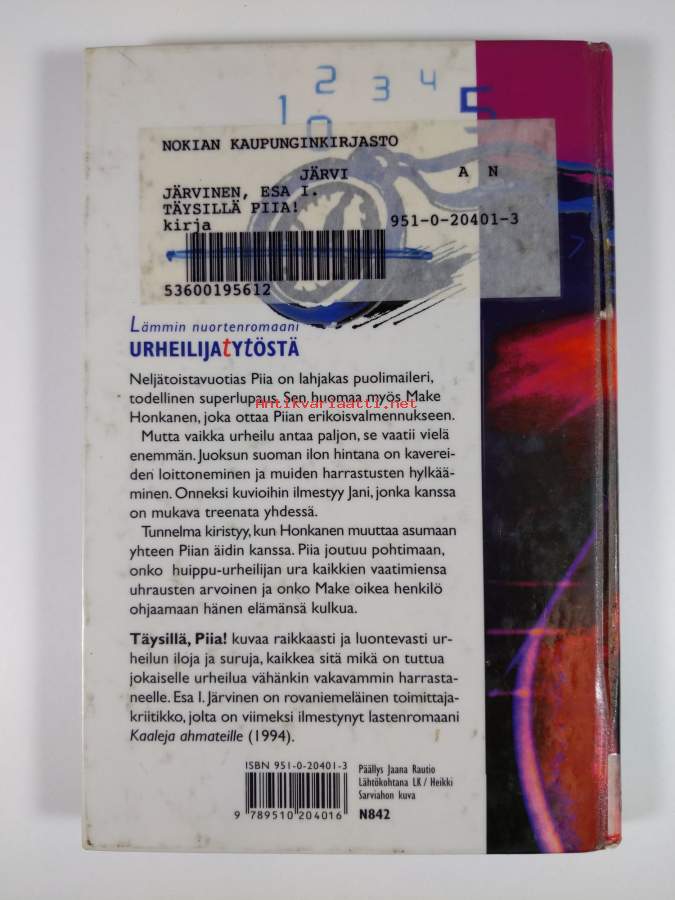 1 2 3 4 5
10
NOKIAN KAUPUNGINKIRJASTO
JÄRVI A N
JÄRVINEN, ESA I.
TÄYSILLÄ PIIA!
kirja 951-0-20401-3
53600195612
Lämmin nuortenromaani
URHEILIJATYTÖSTÄ
Neljätoistavuotias Piia on lahjakas puolimaileri,
todellinen superlupaus. Sen huomaa myös Make
Antikvariaatti.net
Honkanen, joka ottaa Piian erikoisvalmennukseen.
Mutta vaikka urheilu antaa paljon, se vaatii vielä
enemmän. Juoksun suoman ilon hintana on kaverei-
den loittoneminen ja muiden harrastusten hylkää-
minen. Onneksi kuvioihin ilmestyy Jani, jonka kanssa
on mukava treenata yhdessä.
Tunnelma kiristyy, kun Honkanen muuttaa asumaan
yhteen Piian äidin kanssa. Piia joutuu pohtimaan,
onko huippu-urheilijan ura kaikkien vaatimiensa
uhrausten arvoinen ja onko Make oikea henkilö
ohjaamaan hänen elämänsä kulkua.
Täysillä, Piia! kuvaa raikkaasti ja luontevasti ur-
heilun iloja ja suruja, kaikkea sitä mikä on tuttua
jokaiselle urheilua vähänkin vakavammin harrasta-
neelle. Esa I. Järvinen on rovaniemeläinen toimittaja-
kriitikko, jolta on viimeksi ilmestynyt lastenromaani
Kaaleja ahmateille (1994).
ISBN 951-0-20401-3
9 789510 204016
Päällys Jaana Rautio
Lähtökohtana LK / Heikki
Sarviahon kuva
N842